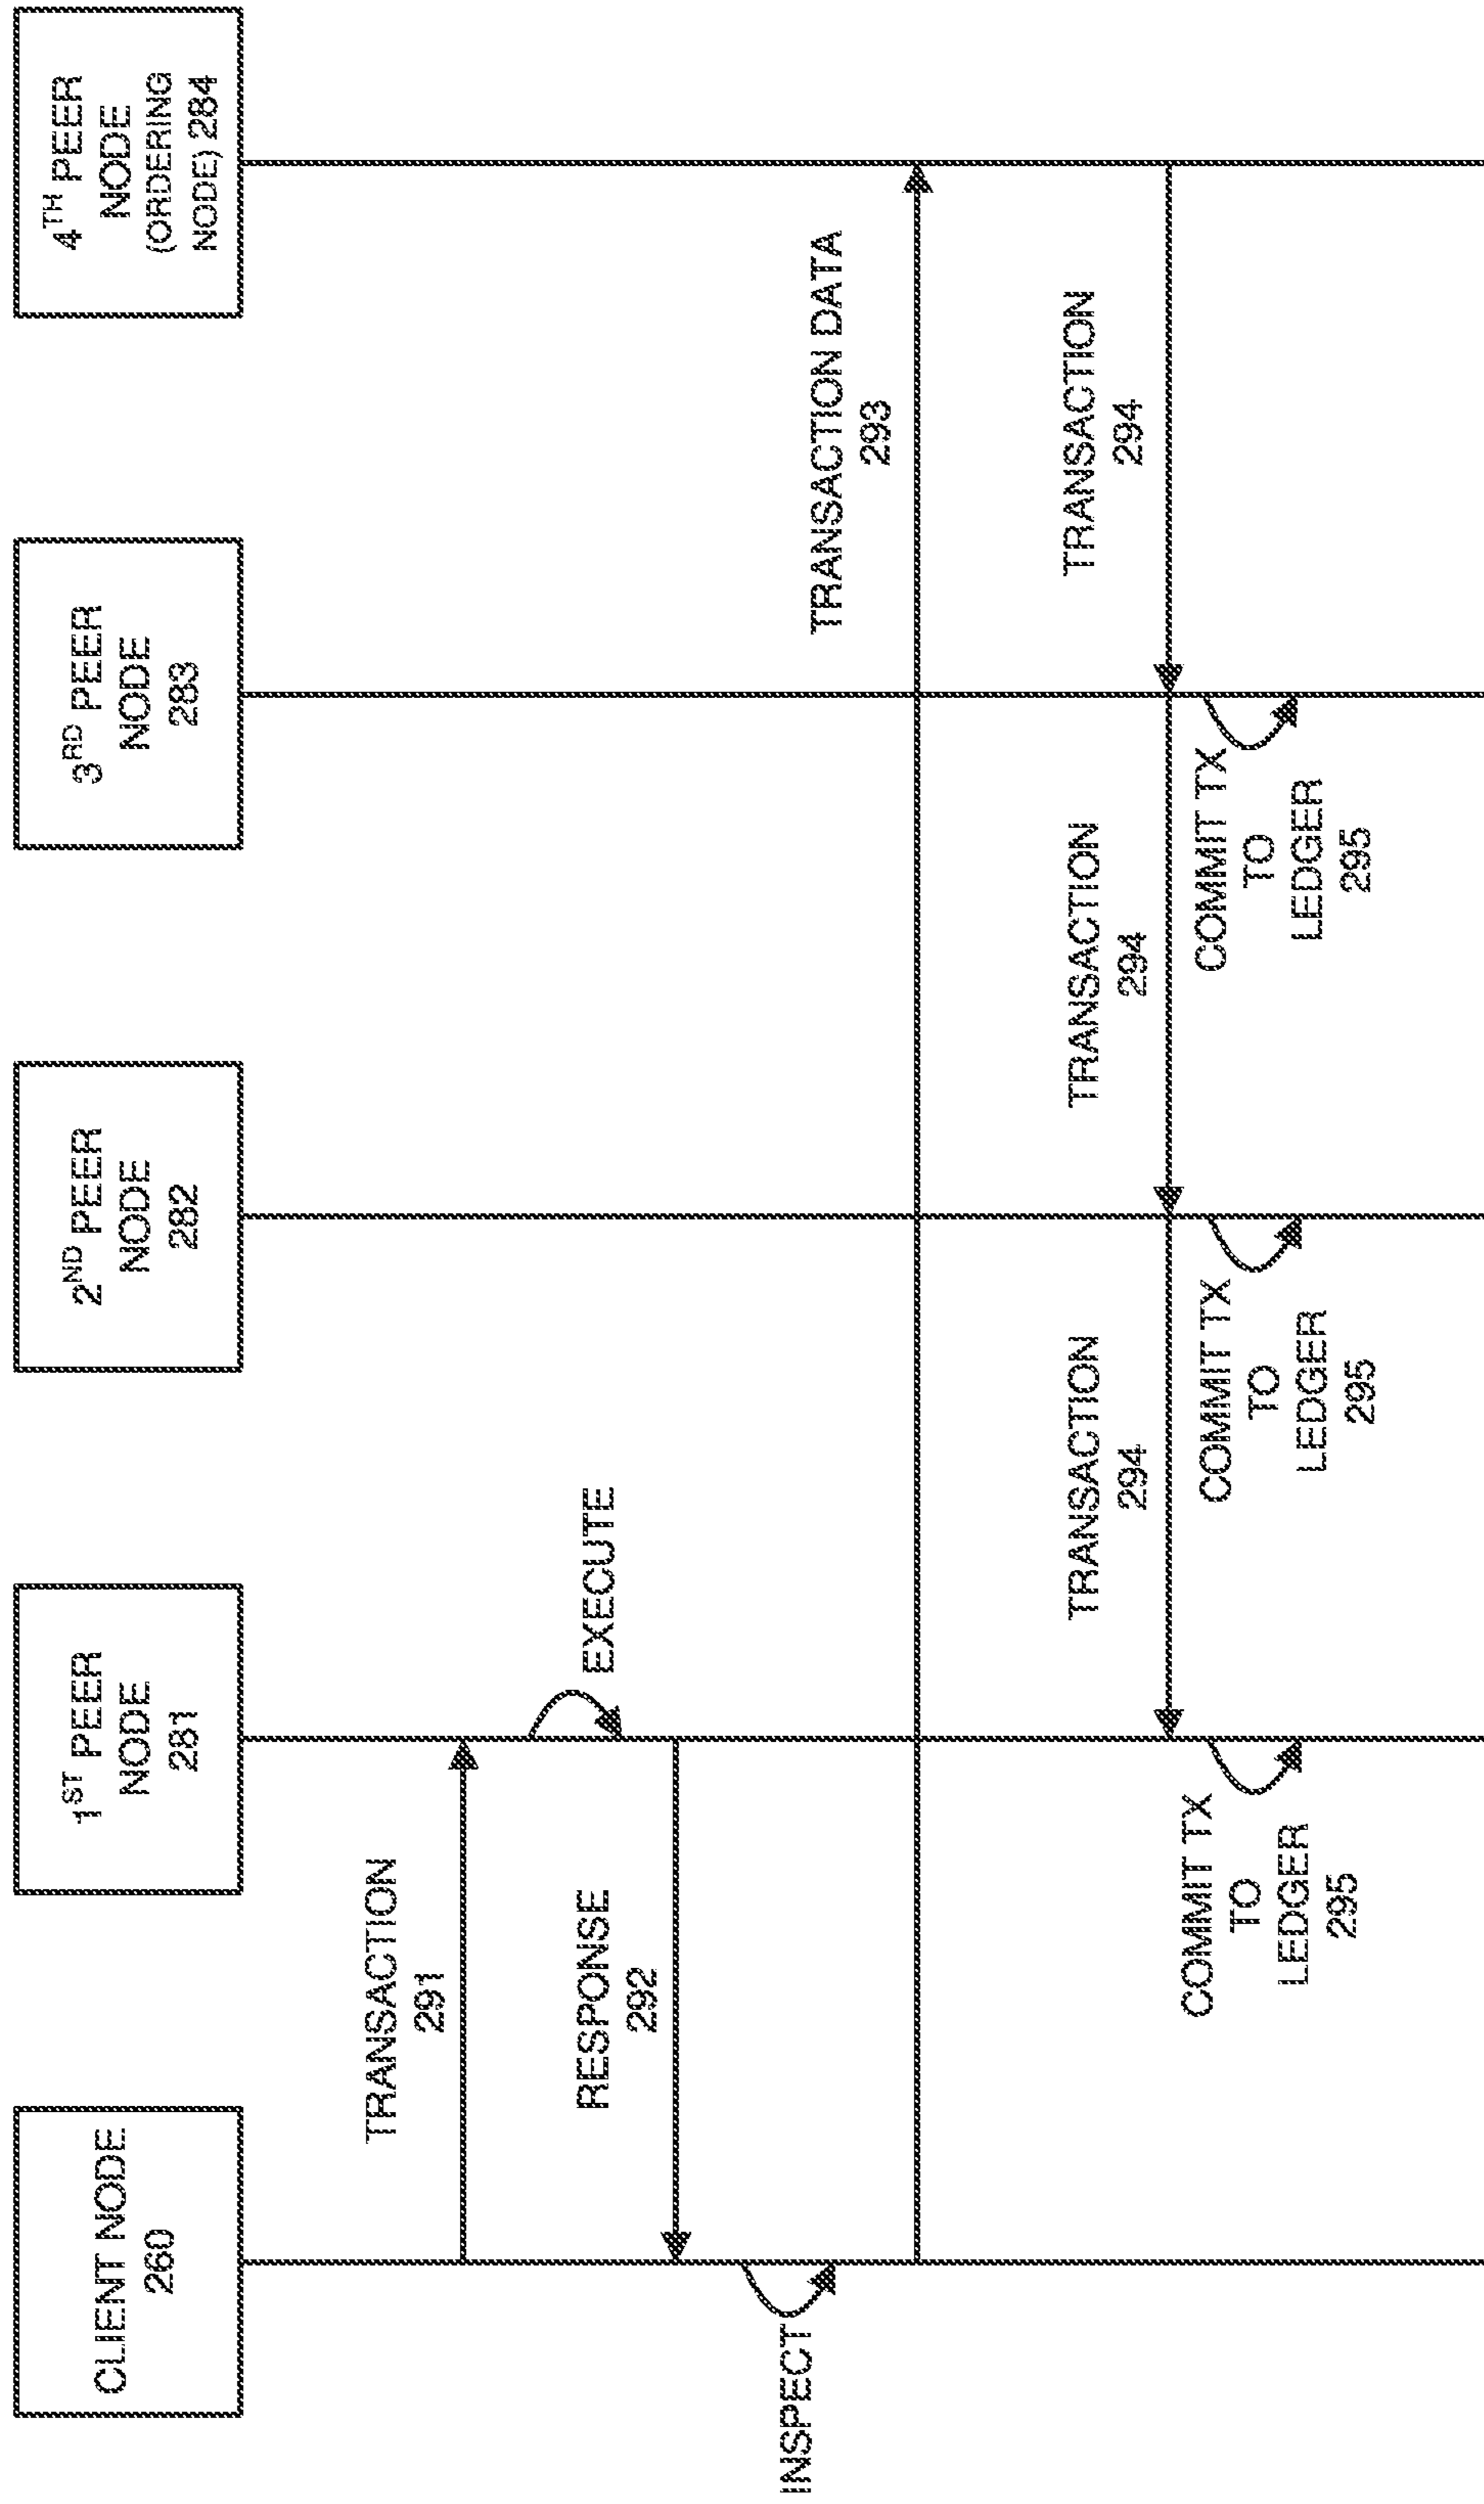 CLIENT NODE
260
1ST PEER
NODE
281
2ND PEER
NODE
282
3RD PEER
NODE
283
4TH PEER
NODE
(ORDERING
NODE) 284
TRANSACTION
291
EXECUTE
RESPONSE
292
INSPECT
TRANSACTION DATA
293
TRANSACTION
294
TRANSACTION
294
TRANSACTION
294
COMMIT TX
TO
LEDGER
295
COMMIT TX
TO
LEDGER
295
COMMIT TX
TO
LEDGER
295